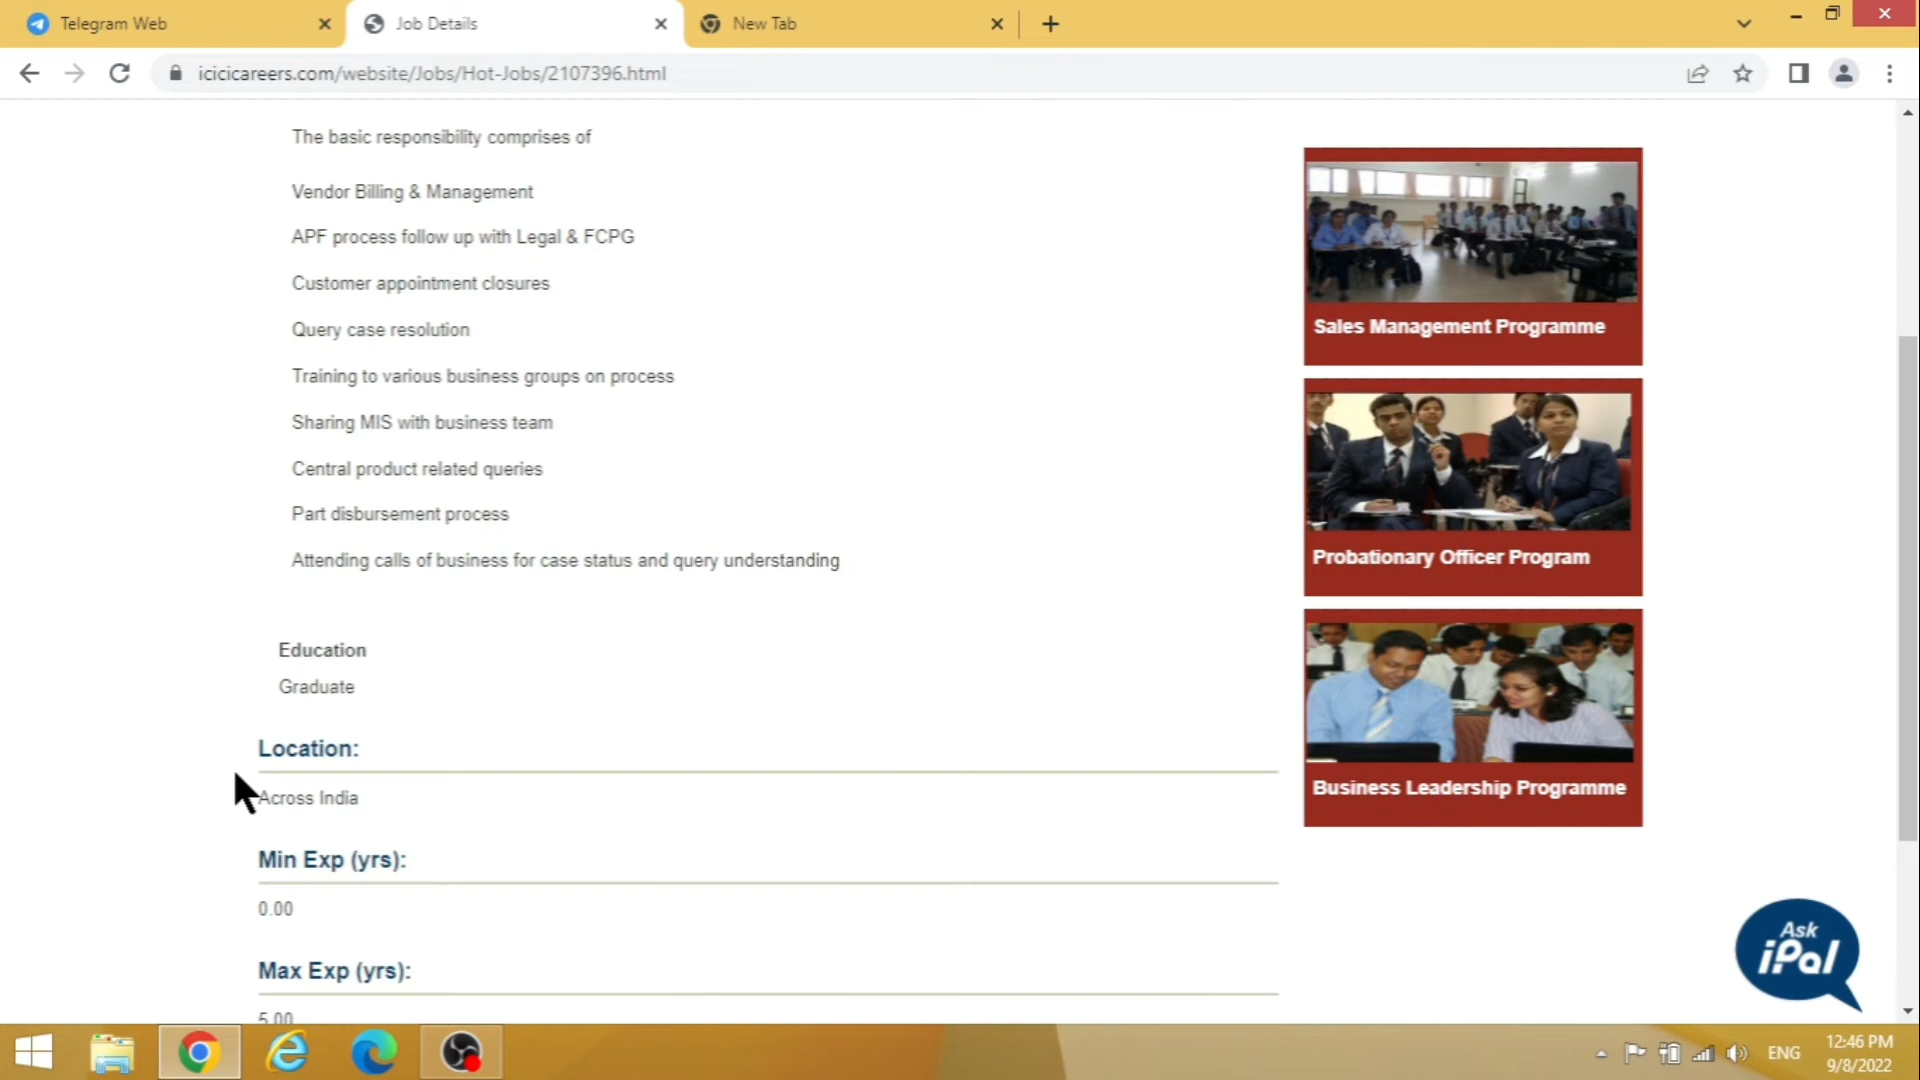 Telegram Web
Job Details
New Tab
icicicareers.com/website/Jobs/Hot-Jobs/2107396.html
The basic responsibility comprises of
Vendor Billing & Management
APF process follow up with Legal & FCPG
Customer appointment closures
Query case resolution
Training to various business groups on process
Sharing MIS with business team
Central product related queries
Part disbursement process
Attending calls of business for case status and query understanding
Education
Graduate
Location:
Across India
Min Exp (yrs):
0.00
Max Exp (yrs):
5.00
Sales Management Programme
Probationary Officer Program
Business Leadership Programme
Ask
iPal
ENG
12:46 PM
9/8/2022